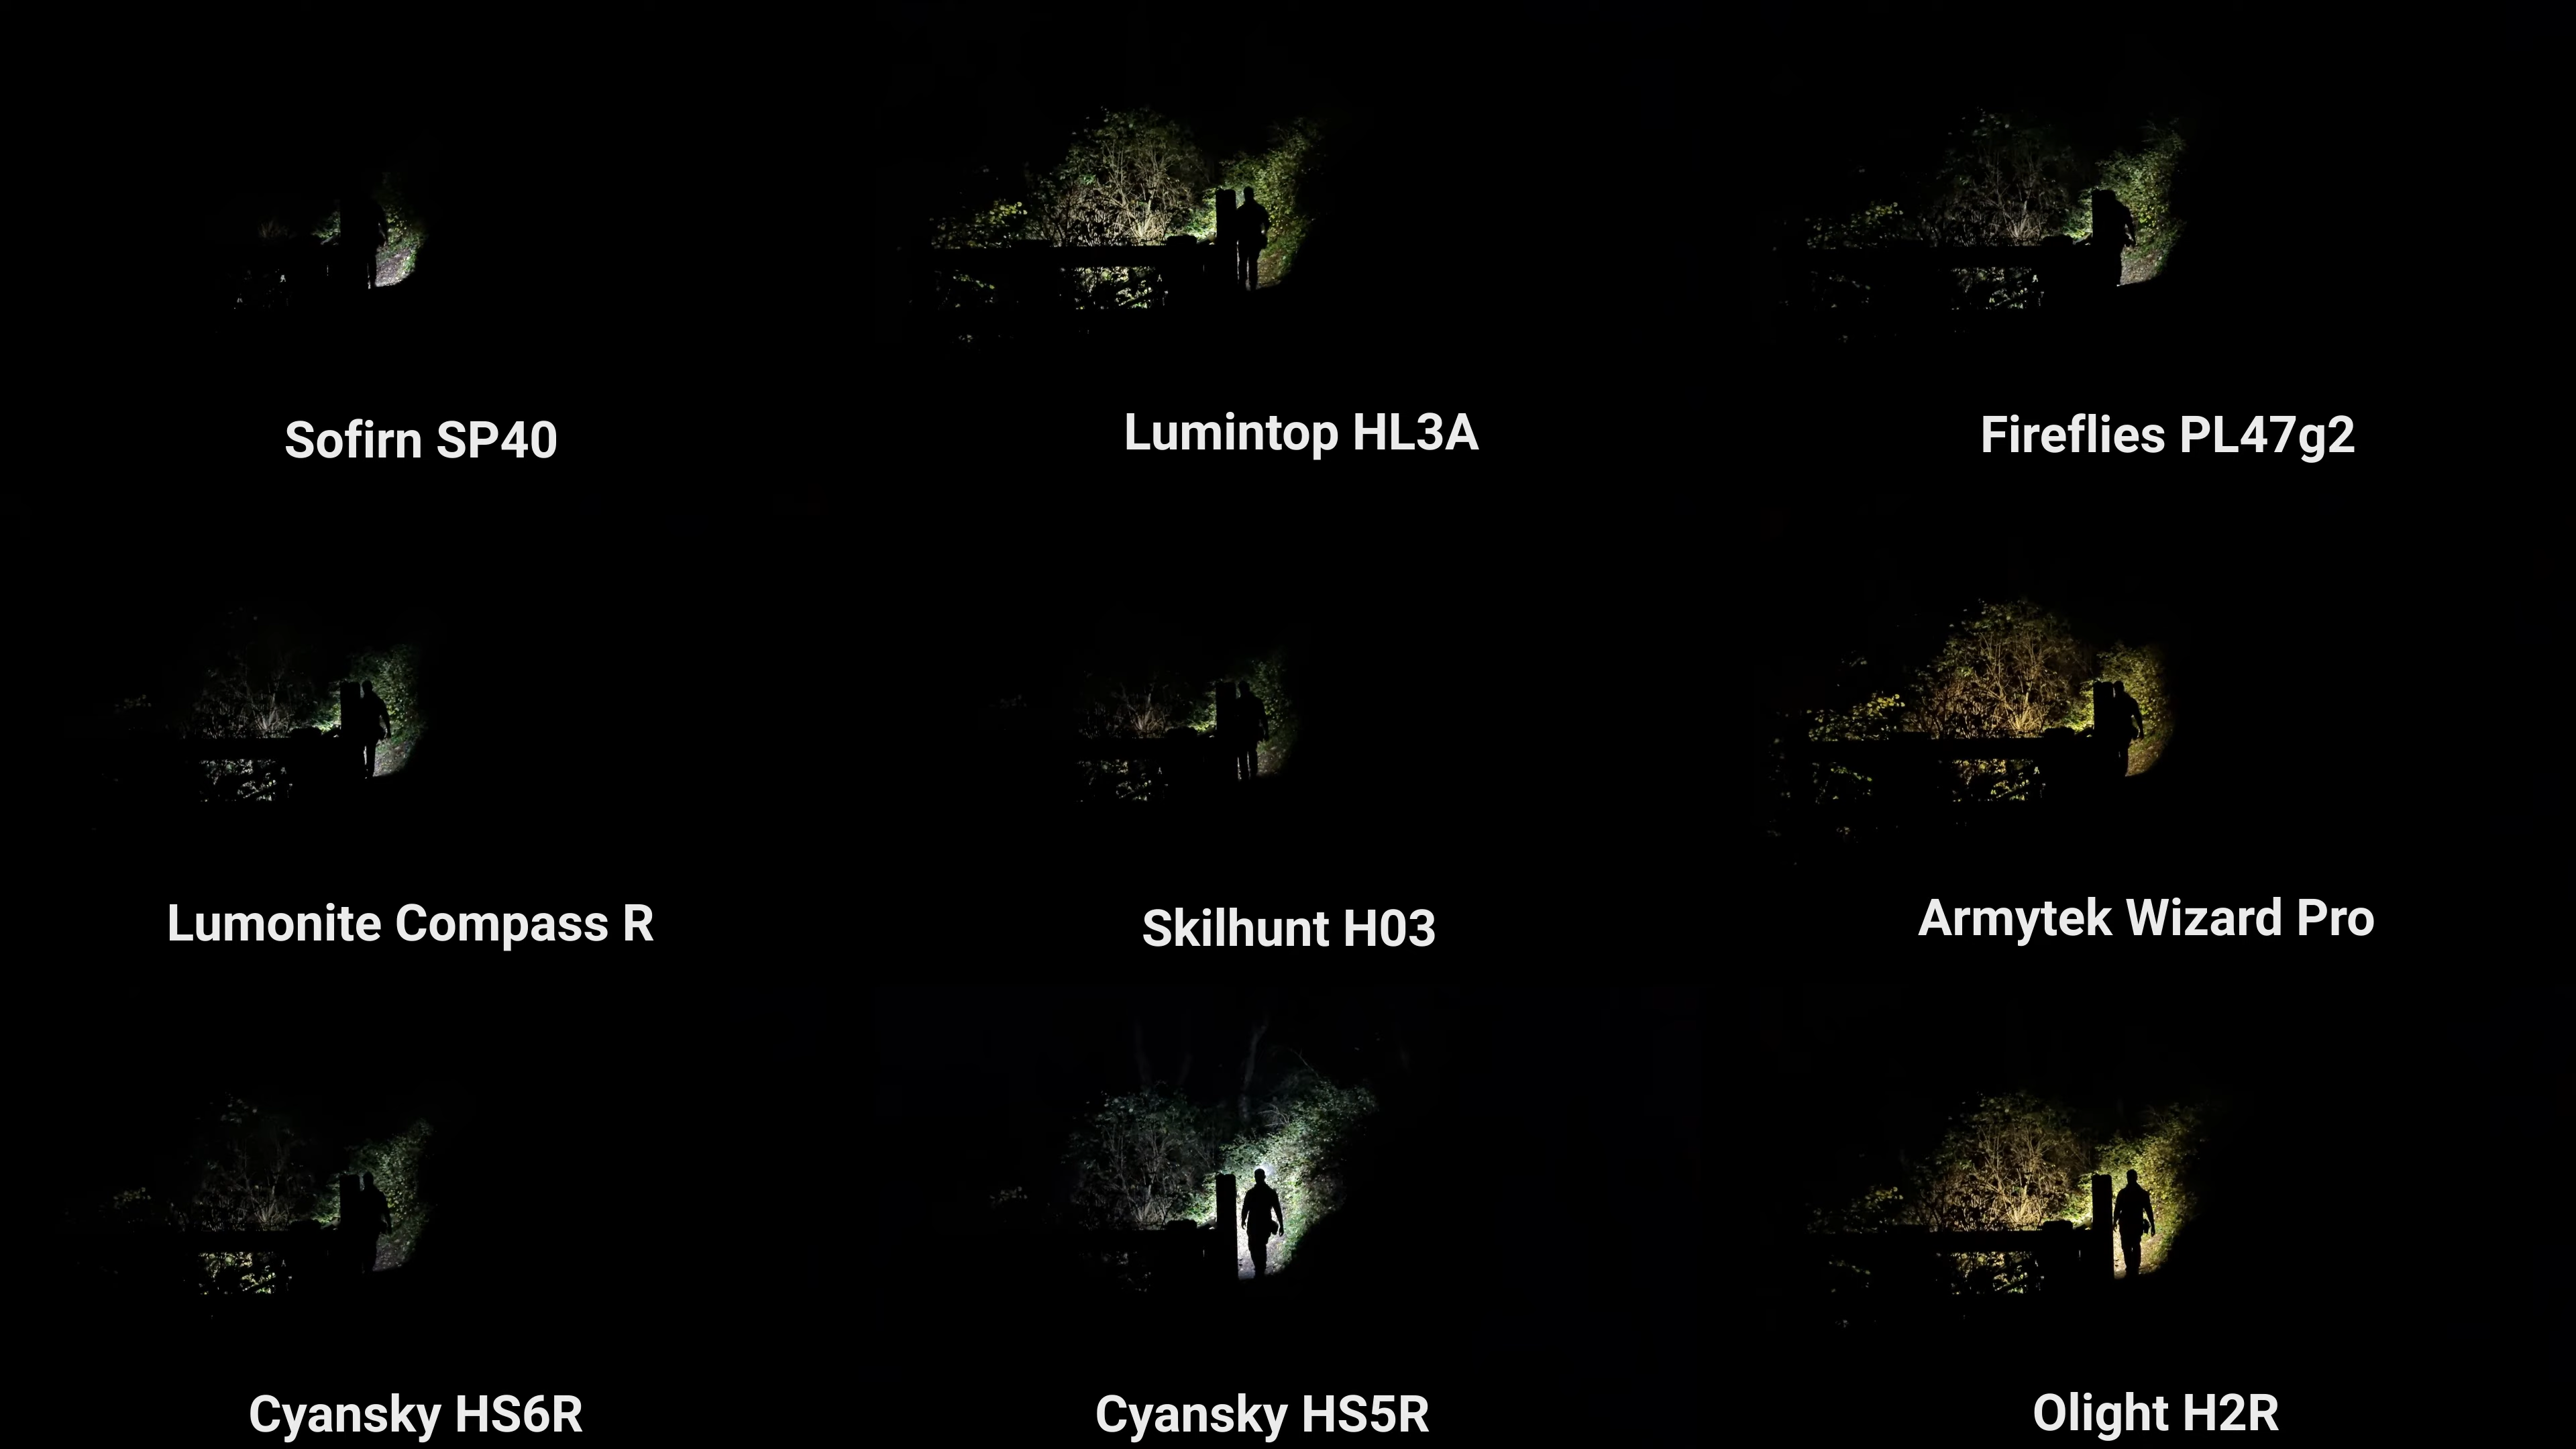 Sofirn SP40
Lumintop HL3A
Fireflies PL47g2
Lumonite Compass R
Skilhunt H03
Armytek Wizard Pro
Cyansky HS6R
Cyansky HS5R
Olight H2R